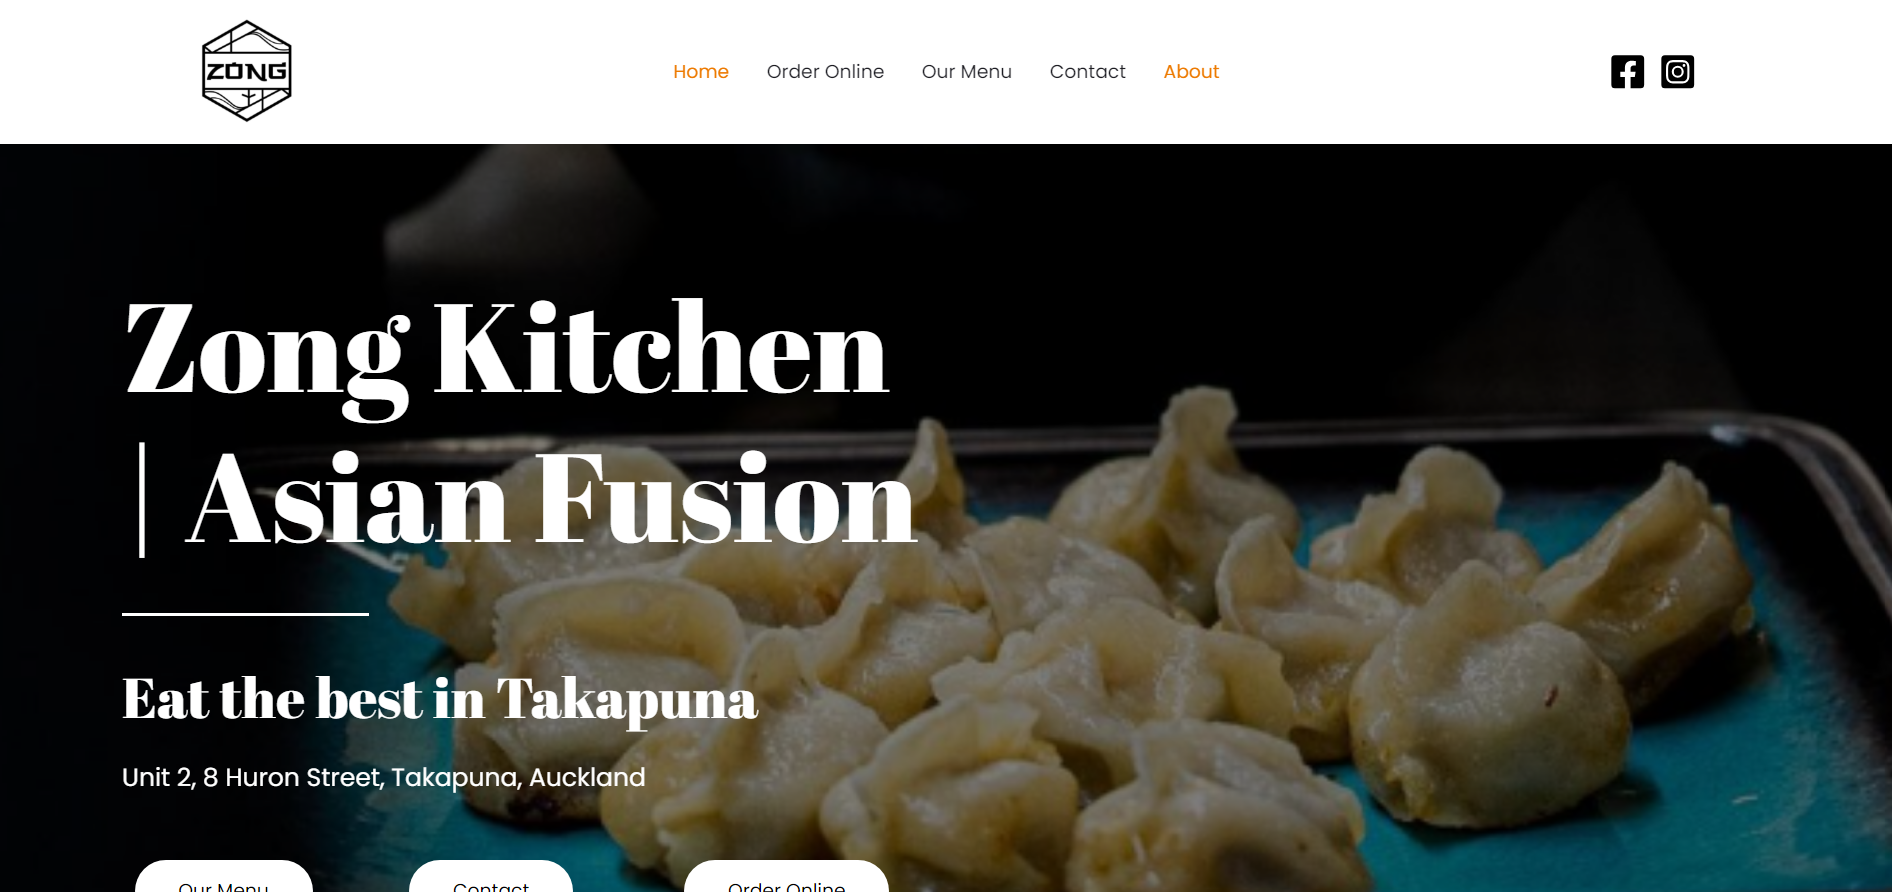 ZONG
Home Order Online Our Menu Contact About
Zong Kitchen
| Asian Fusion
Eat the best in Takapuna
Unit 2, 8 Huron Street, Takapuna, Auckland
Our Menu Contact Order Online